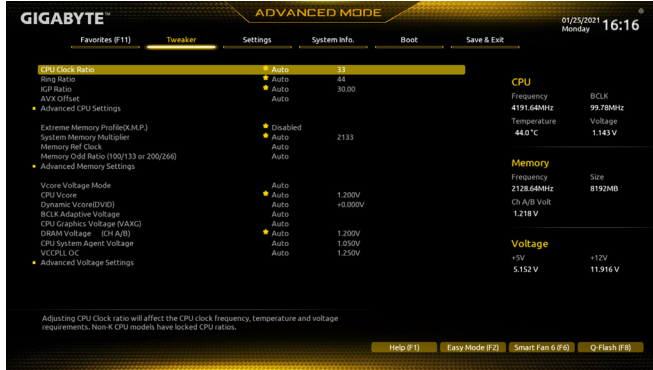 GIGABYTE™
ADVANCED MODE
01/25/2021 Monday 16:16
Favorites (F11) Tweaker Settings System Info. Boot Save & Exit
CPU Clock Ratio Auto 33
Ring Ratio Auto 44
IGP Ratio Auto 30.00
AVX Offset Auto
Advanced CPU Settings
Extreme Memory Profile(X.M.P.) Disabled
System Memory Multiplier Auto 2133
Memory Ref Clock Auto
Memory Odd Ratio (100/133 or 200/266) Auto
Advanced Memory Settings
Vcore Voltage Mode Auto
CPU Vcore Auto 1.200V
Dynamic Vcore(DVID) Auto +0.000V
BCLK Adaptive Voltage Auto
CPU Graphics Voltage (VAXG) Auto
DRAM Voltage (CH A/B) Auto 1.200V
CPU System Agent Voltage Auto 1.050V
VCCPLL OC Auto 1.250V
Advanced Voltage Settings
CPU
Frequency BCLK
4191.64MHz 99.78MHz
Temperature Voltage
44.0 °C 1.143 V
Memory
Frequency Size
2128.64MHz 8192MB
Ch A/B Volt
1.218 V
Voltage
+5V +12V
5.152 V 11.916 V
Adjusting CPU Clock ratio will affect the CPU clock frequency, temperature and voltage
requirements. Non-K CPU models have locked CPU ratios.
Help (F1) Easy Mode (F2) Smart Fan 6 (F6) Q-Flash (F8)